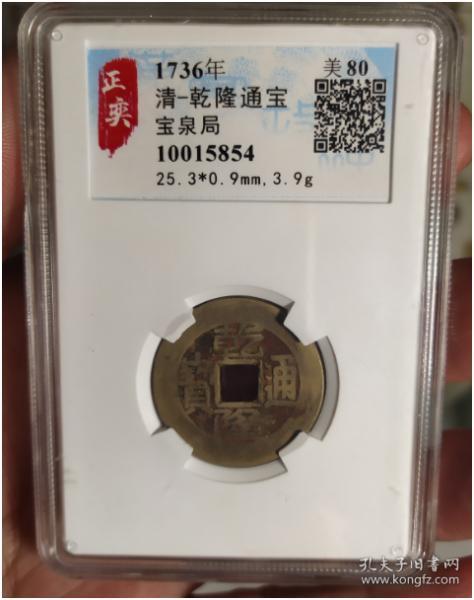 正奕
1736年
美80
清-乾隆通宝
宝泉局
10015854
25.3*0.9mm,3.9g
乾隆通寳
孔夫子旧书网
www.kongfz.com